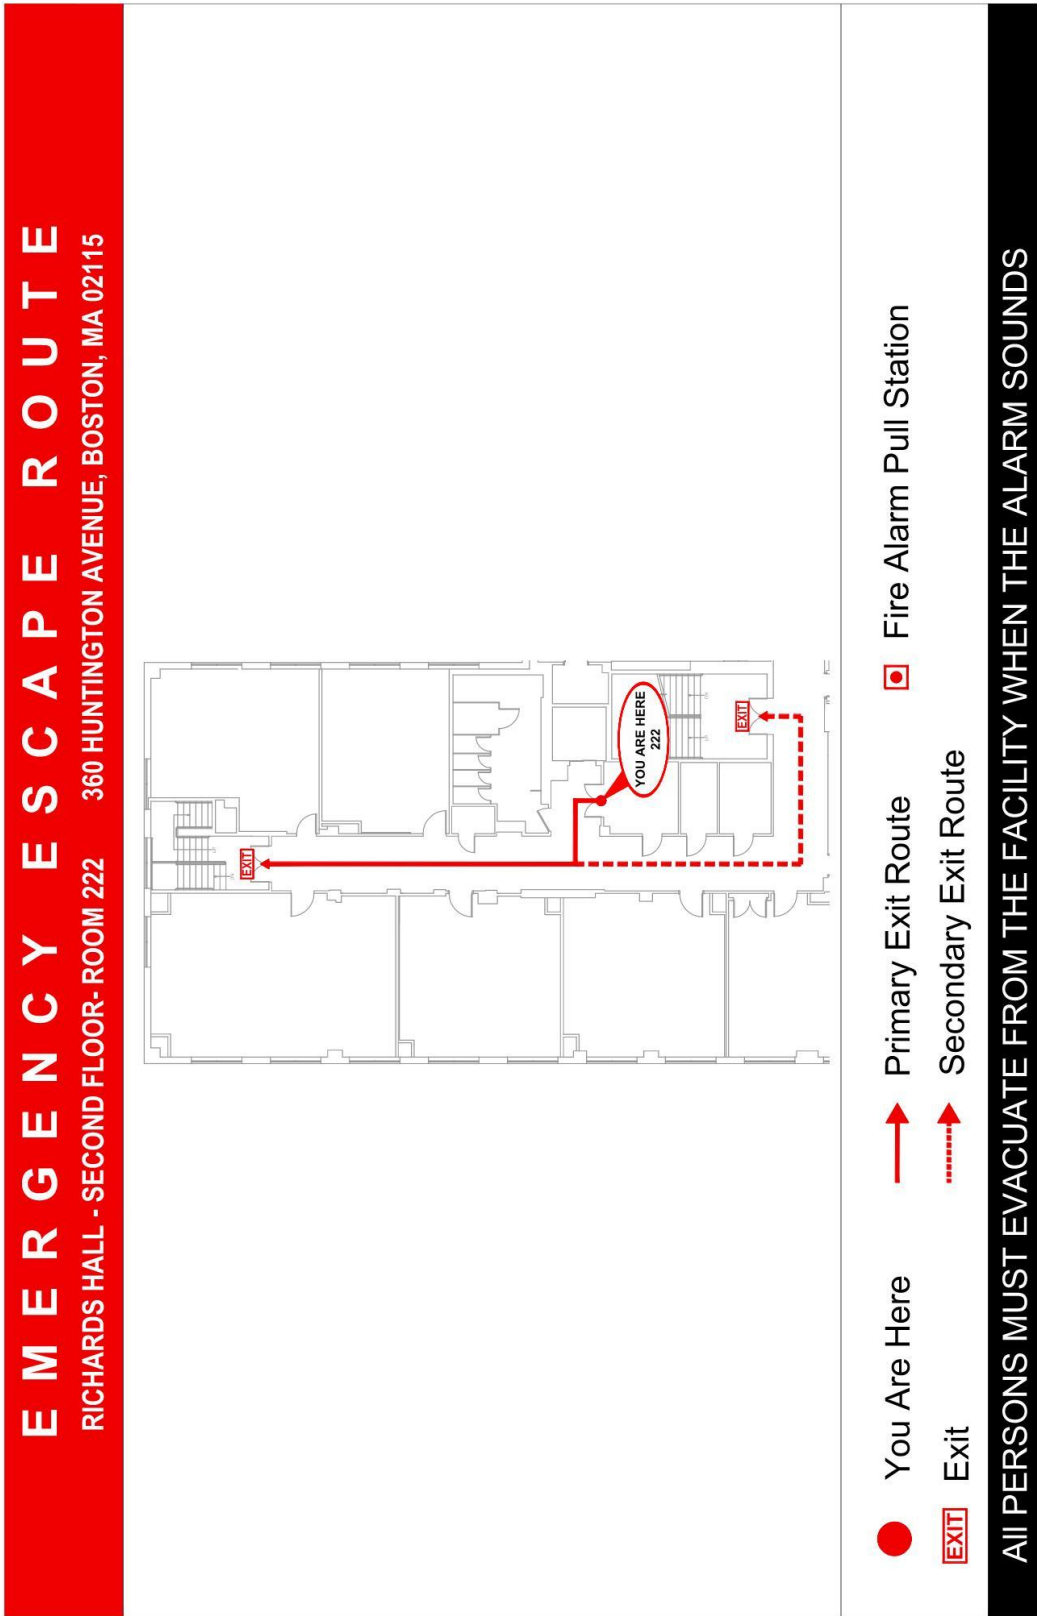 EMERGENCY ESCAPE ROUTE
RICHARDS HALL - SECOND FLOOR- ROOM 222 360 HUNTINGTON AVENUE, BOSTON, MA 02115
EXIT
YOU ARE HERE
222
EXIT
You Are Here
Primary Exit Route
Fire Alarm Pull Station
EXIT Exit
Secondary Exit Route
All PERSONS MUST EVACUATE FROM THE FACILITY WHEN THE ALARM SOUNDS